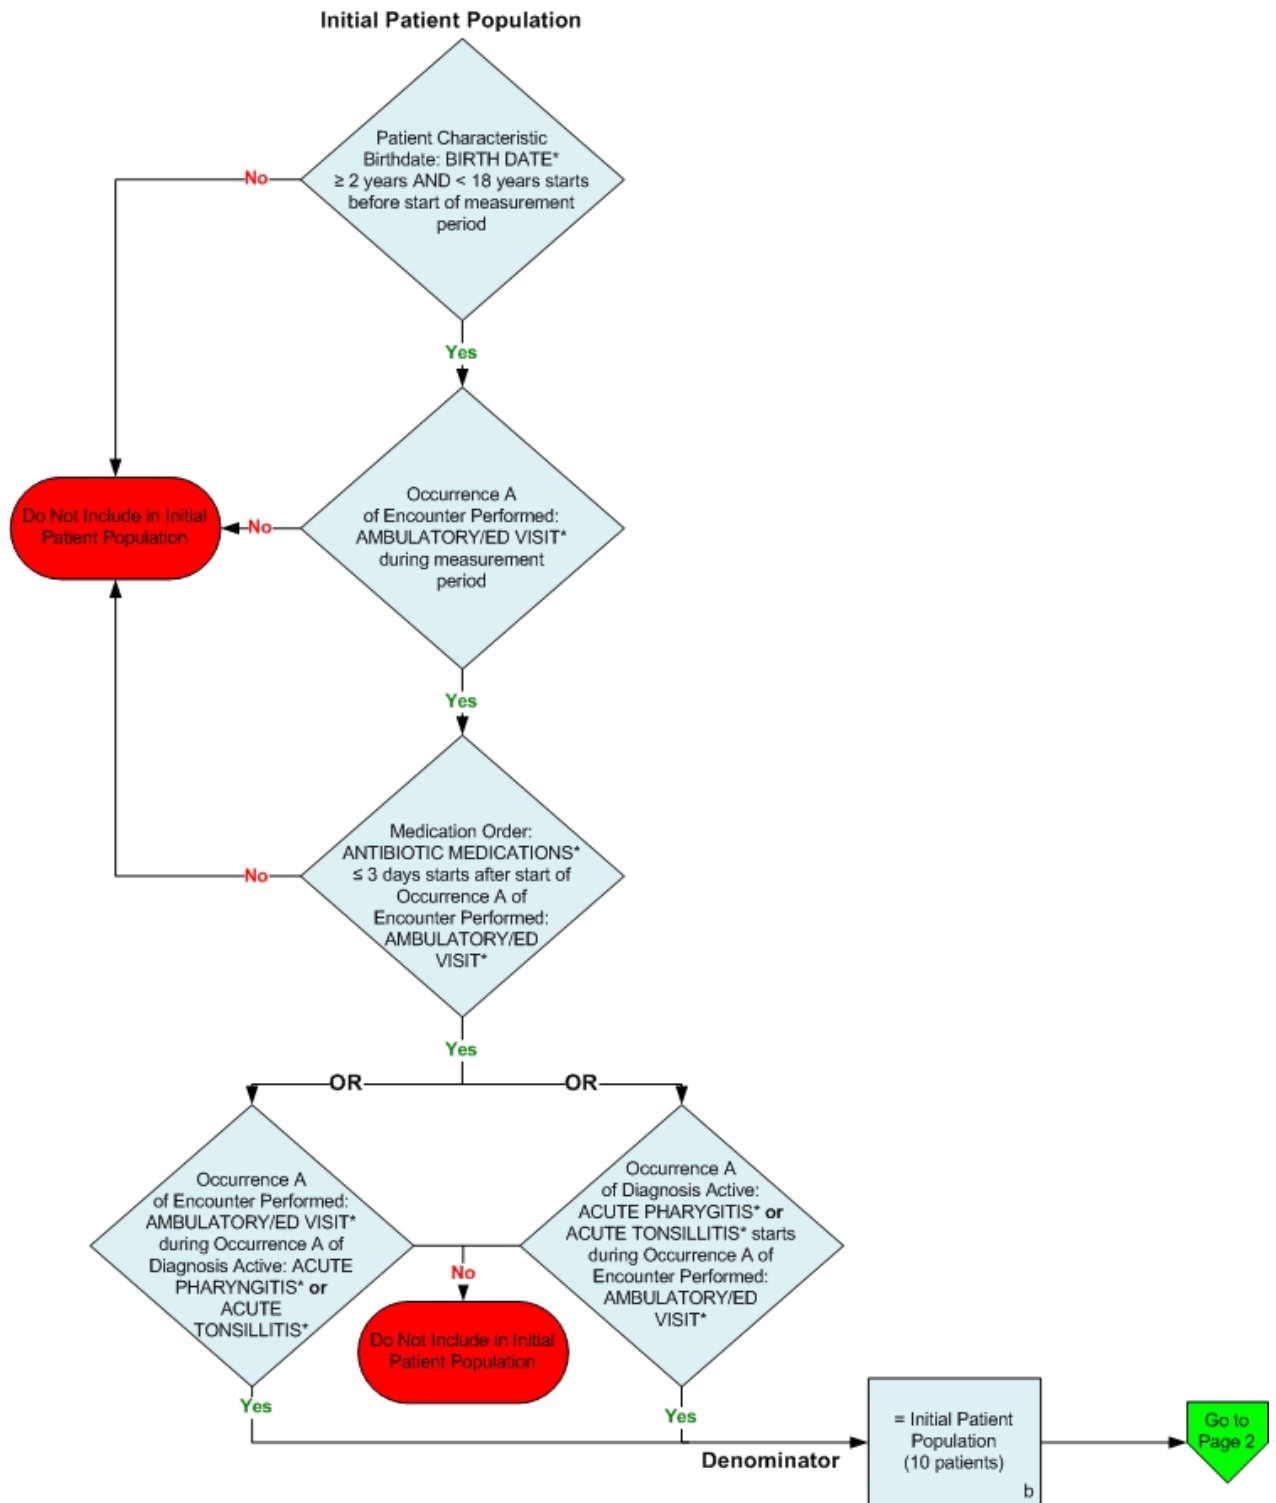 Initial Patient Population
Patient Characteristic
Birthdate: BIRTH DATE*
≥ 2 years AND < 18 years starts
before start of measurement
period
No
Yes
Occurrence A
of Encounter Performed:
AMBULATORY/ED VISIT*
during measurement
period
Do Not Include in Initial
Patient Population
No
Yes
Medication Order:
ANTIBIOTIC MEDICATIONS*
≤ 3 days starts after start of
Occurrence A of
Encounter Performed:
AMBULATORY/ED
VISIT*
No
Yes
OR
OR
Occurrence A
of Encounter Performed:
AMBULATORY/ED VISIT*
during Occurrence A of
Diagnosis Active: ACUTE
PHARYNGITIS* or
ACUTE
TONSILLITIS*
Occurrence A
of Diagnosis Active:
ACUTE PHARYGITIS* or
ACUTE TONSILLITIS* starts
during Occurrence A of
Encounter Performed:
AMBULATORY/ED
VISIT*
No
Do Not Include in Initial
Patient Population
Yes
Yes
Denominator
= Initial Patient
Population
(10 patients)
b
Go to
Page 2